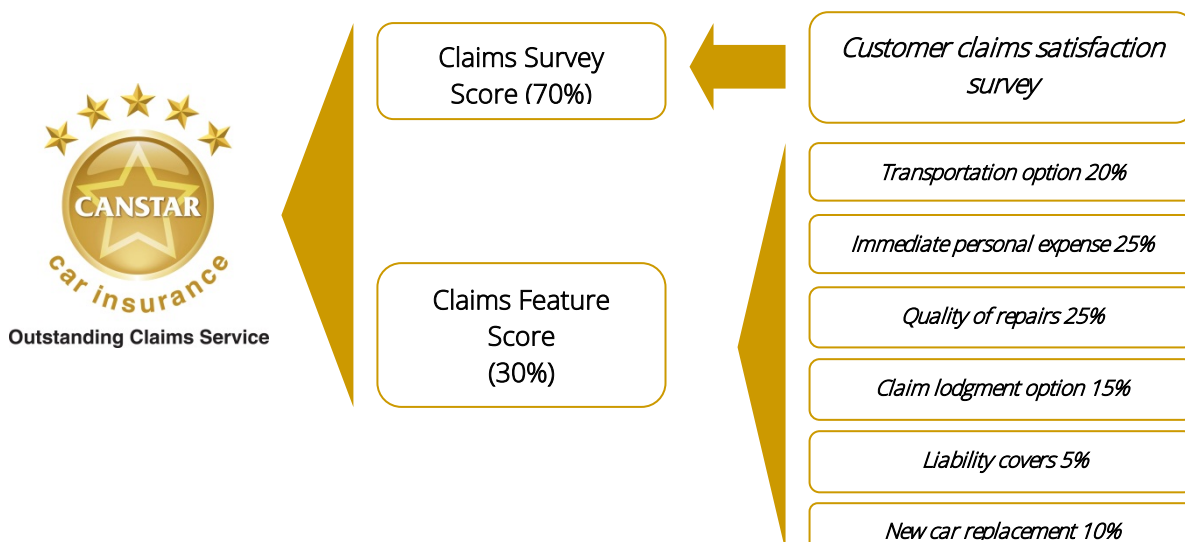 CANSTAR
car insurance
Outstanding Claims Service
Claims Survey
Score (70%)
Claims Feature
Score
(30%)
Customer claims satisfaction
survey
Transportation option 20%
Immediate personal expense 25%
Quality of repairs 25%
Claim lodgment option 15%
Liability covers 5%
New car replacement 10%